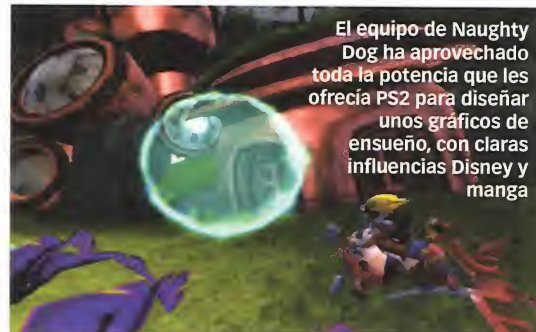 El equipo de Naughty
Dog ha aprovechado
toda la potencia que les
ofrecía PS2 para diseñar
unos gráficos de
ensueño, con claras
influencias Disney y
manga